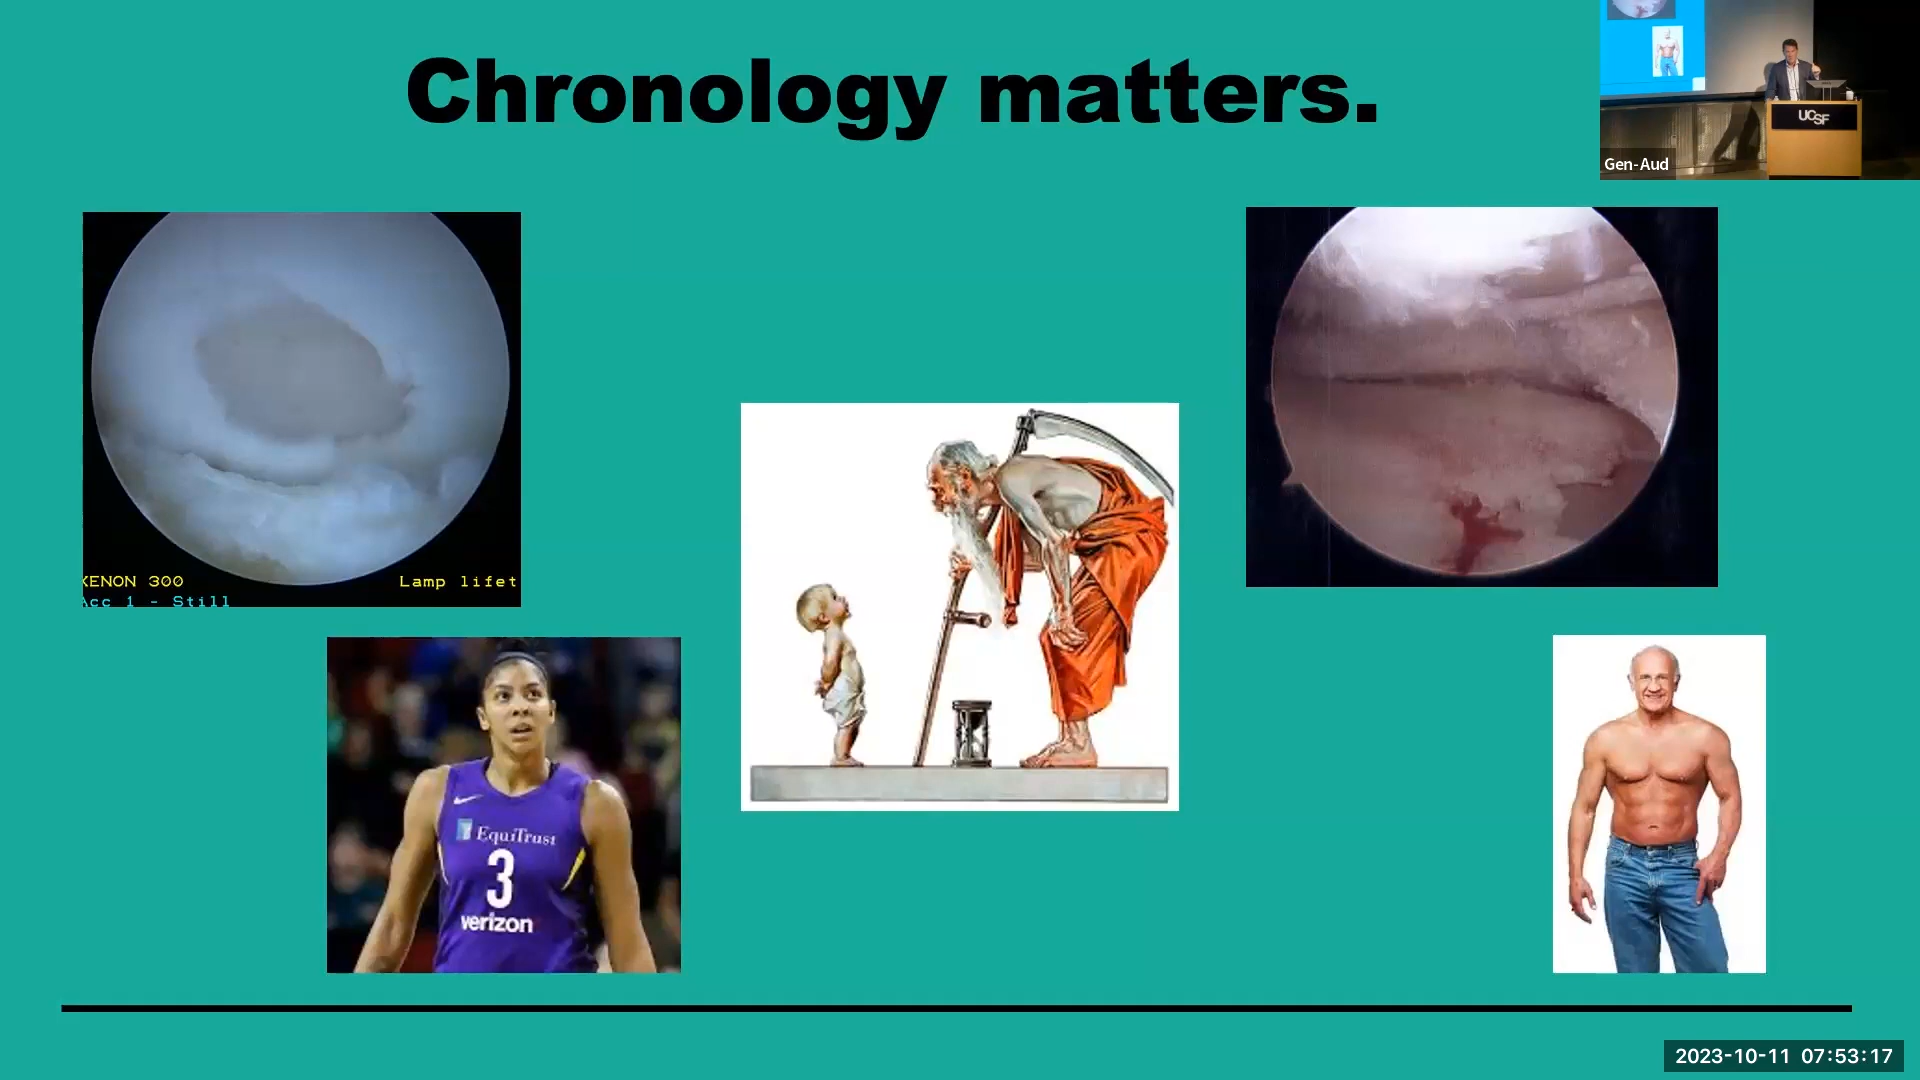 Chronology matters.
UCSF
Gen-Aud
XENON 300
Lamp lifet
Acc 1 - Still
EquiTrust
3
verizon
2023-10-11 07:53:17